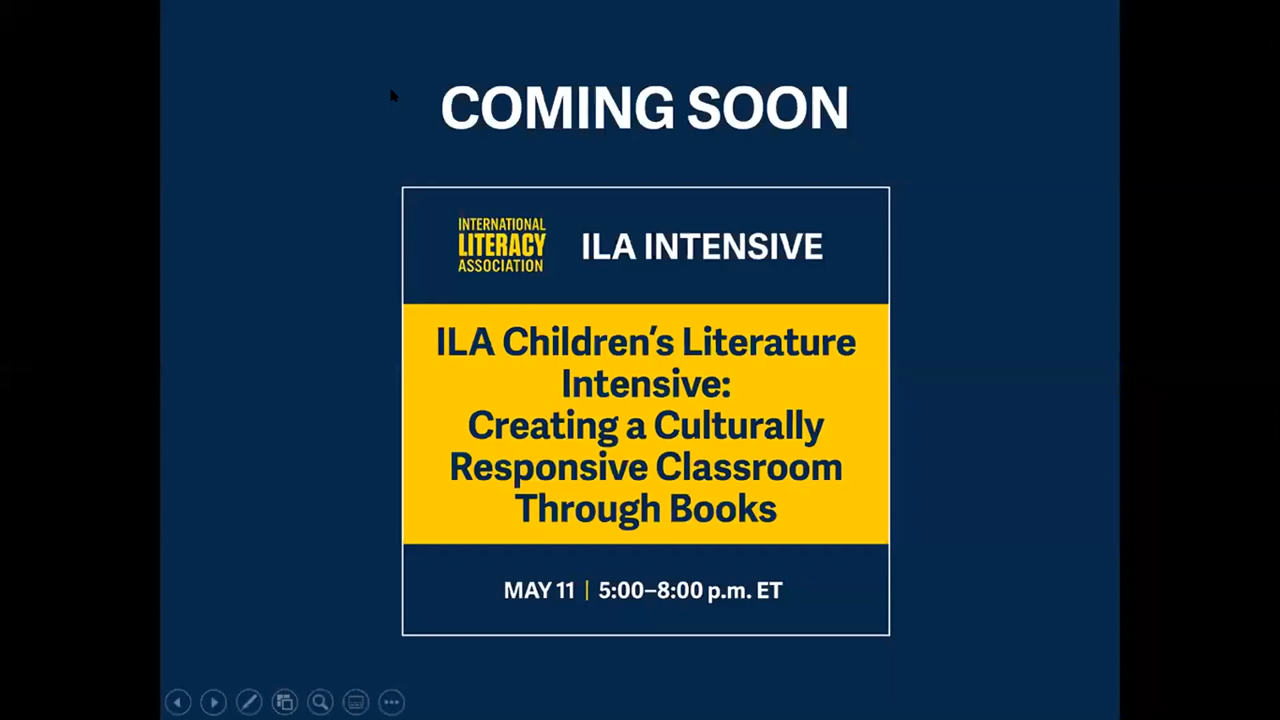 COMING SOON
INTERNATIONAL
LITERACY
ASSOCIATION
ILA INTENSIVE
ILA Children’s Literature
Intensive:
Creating a Culturally
Responsive Classroom
Through Books
MAY 11 | 5:00–8:00 p.m. ET